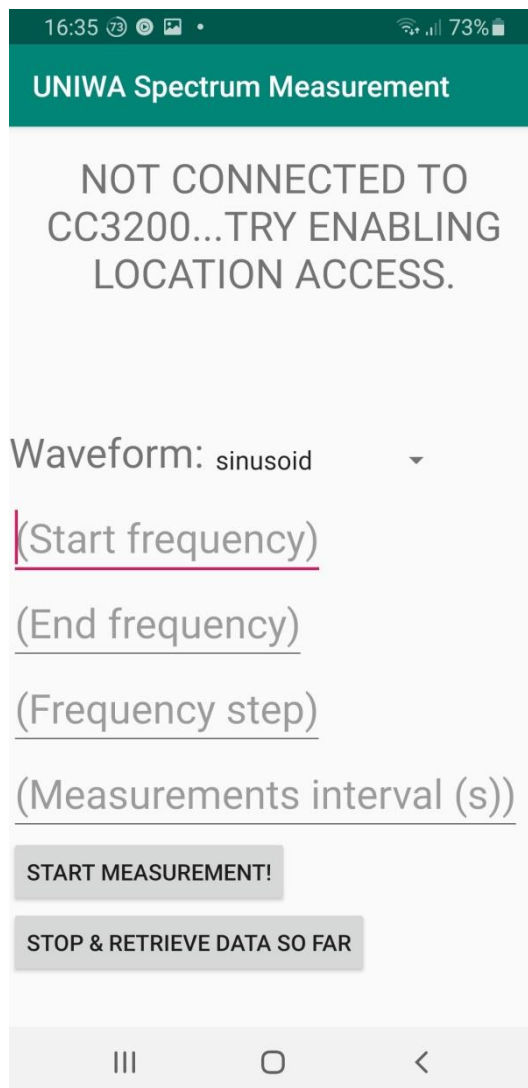 16:35 73 73%
UNIWA Spectrum Measurement
NOT CONNECTED TO
CC3200...TRY ENABLING
LOCATION ACCESS.
Waveform: sinusoid
(Start frequency)
(End frequency)
(Frequency step)
(Measurements interval (s))
START MEASUREMENT!
STOP & RETRIEVE DATA SO FAR